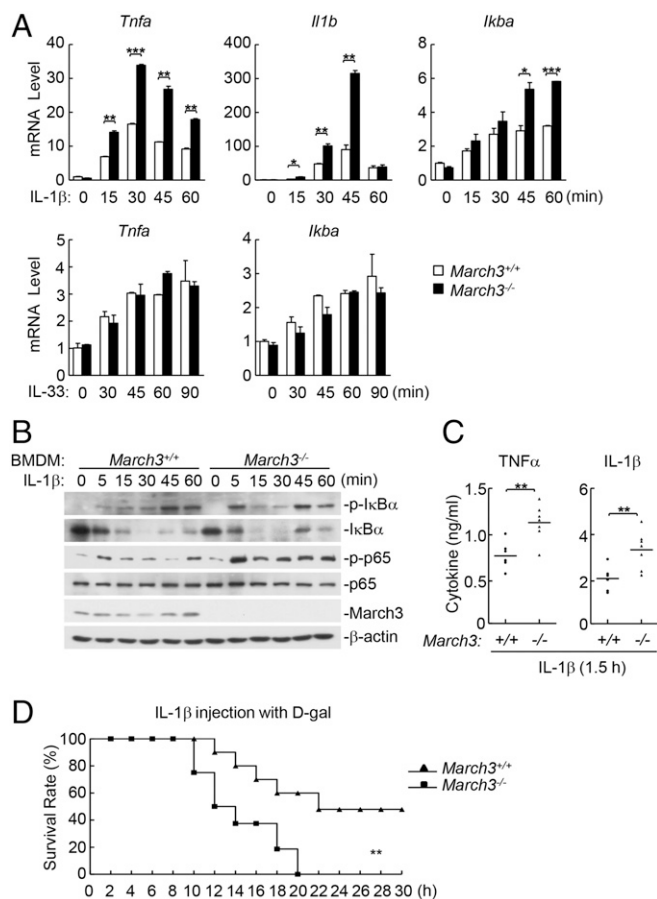 A
Tnfa Il1b Ikba
mRNA Level
40
30
20
10
0
400
300
200
100
0
8
6
4
2
0
*** ** ** **
* ** **
* ***
IL-1β: 0 15 30 45 60 0 15 30 45 60 0 15 30 45 60 (min)
Tnfa Ikba
mRNA Level
5
4
3
2
1
0
4
3
2
1
0
March3+/+
March3-/-
IL-33: 0 30 45 60 90 0 30 45 60 90 (min)
B
BMDM: March3+/+ March3-/-
IL-1β: 0 5 15 30 45 60 0 5 15 30 45 60 (min)
-p-IκBα
-IκBα
-p-p65
-p65
-March3
-β-actin
C
TNFα IL-1β
Cytokine (ng/ml)
1.5
1.0
0.5
0
6
4
2
0
** **
March3: +/+ -/- +/+ -/-
IL-1β (1.5 h)
D
IL-1β injection with D-gal
Survival Rate (%)
100
80
60
40
20
0
March3+/+
March3-/-
**
0 2 4 6 8 10 12 14 16 18 20 22 24 26 28 30 (h)